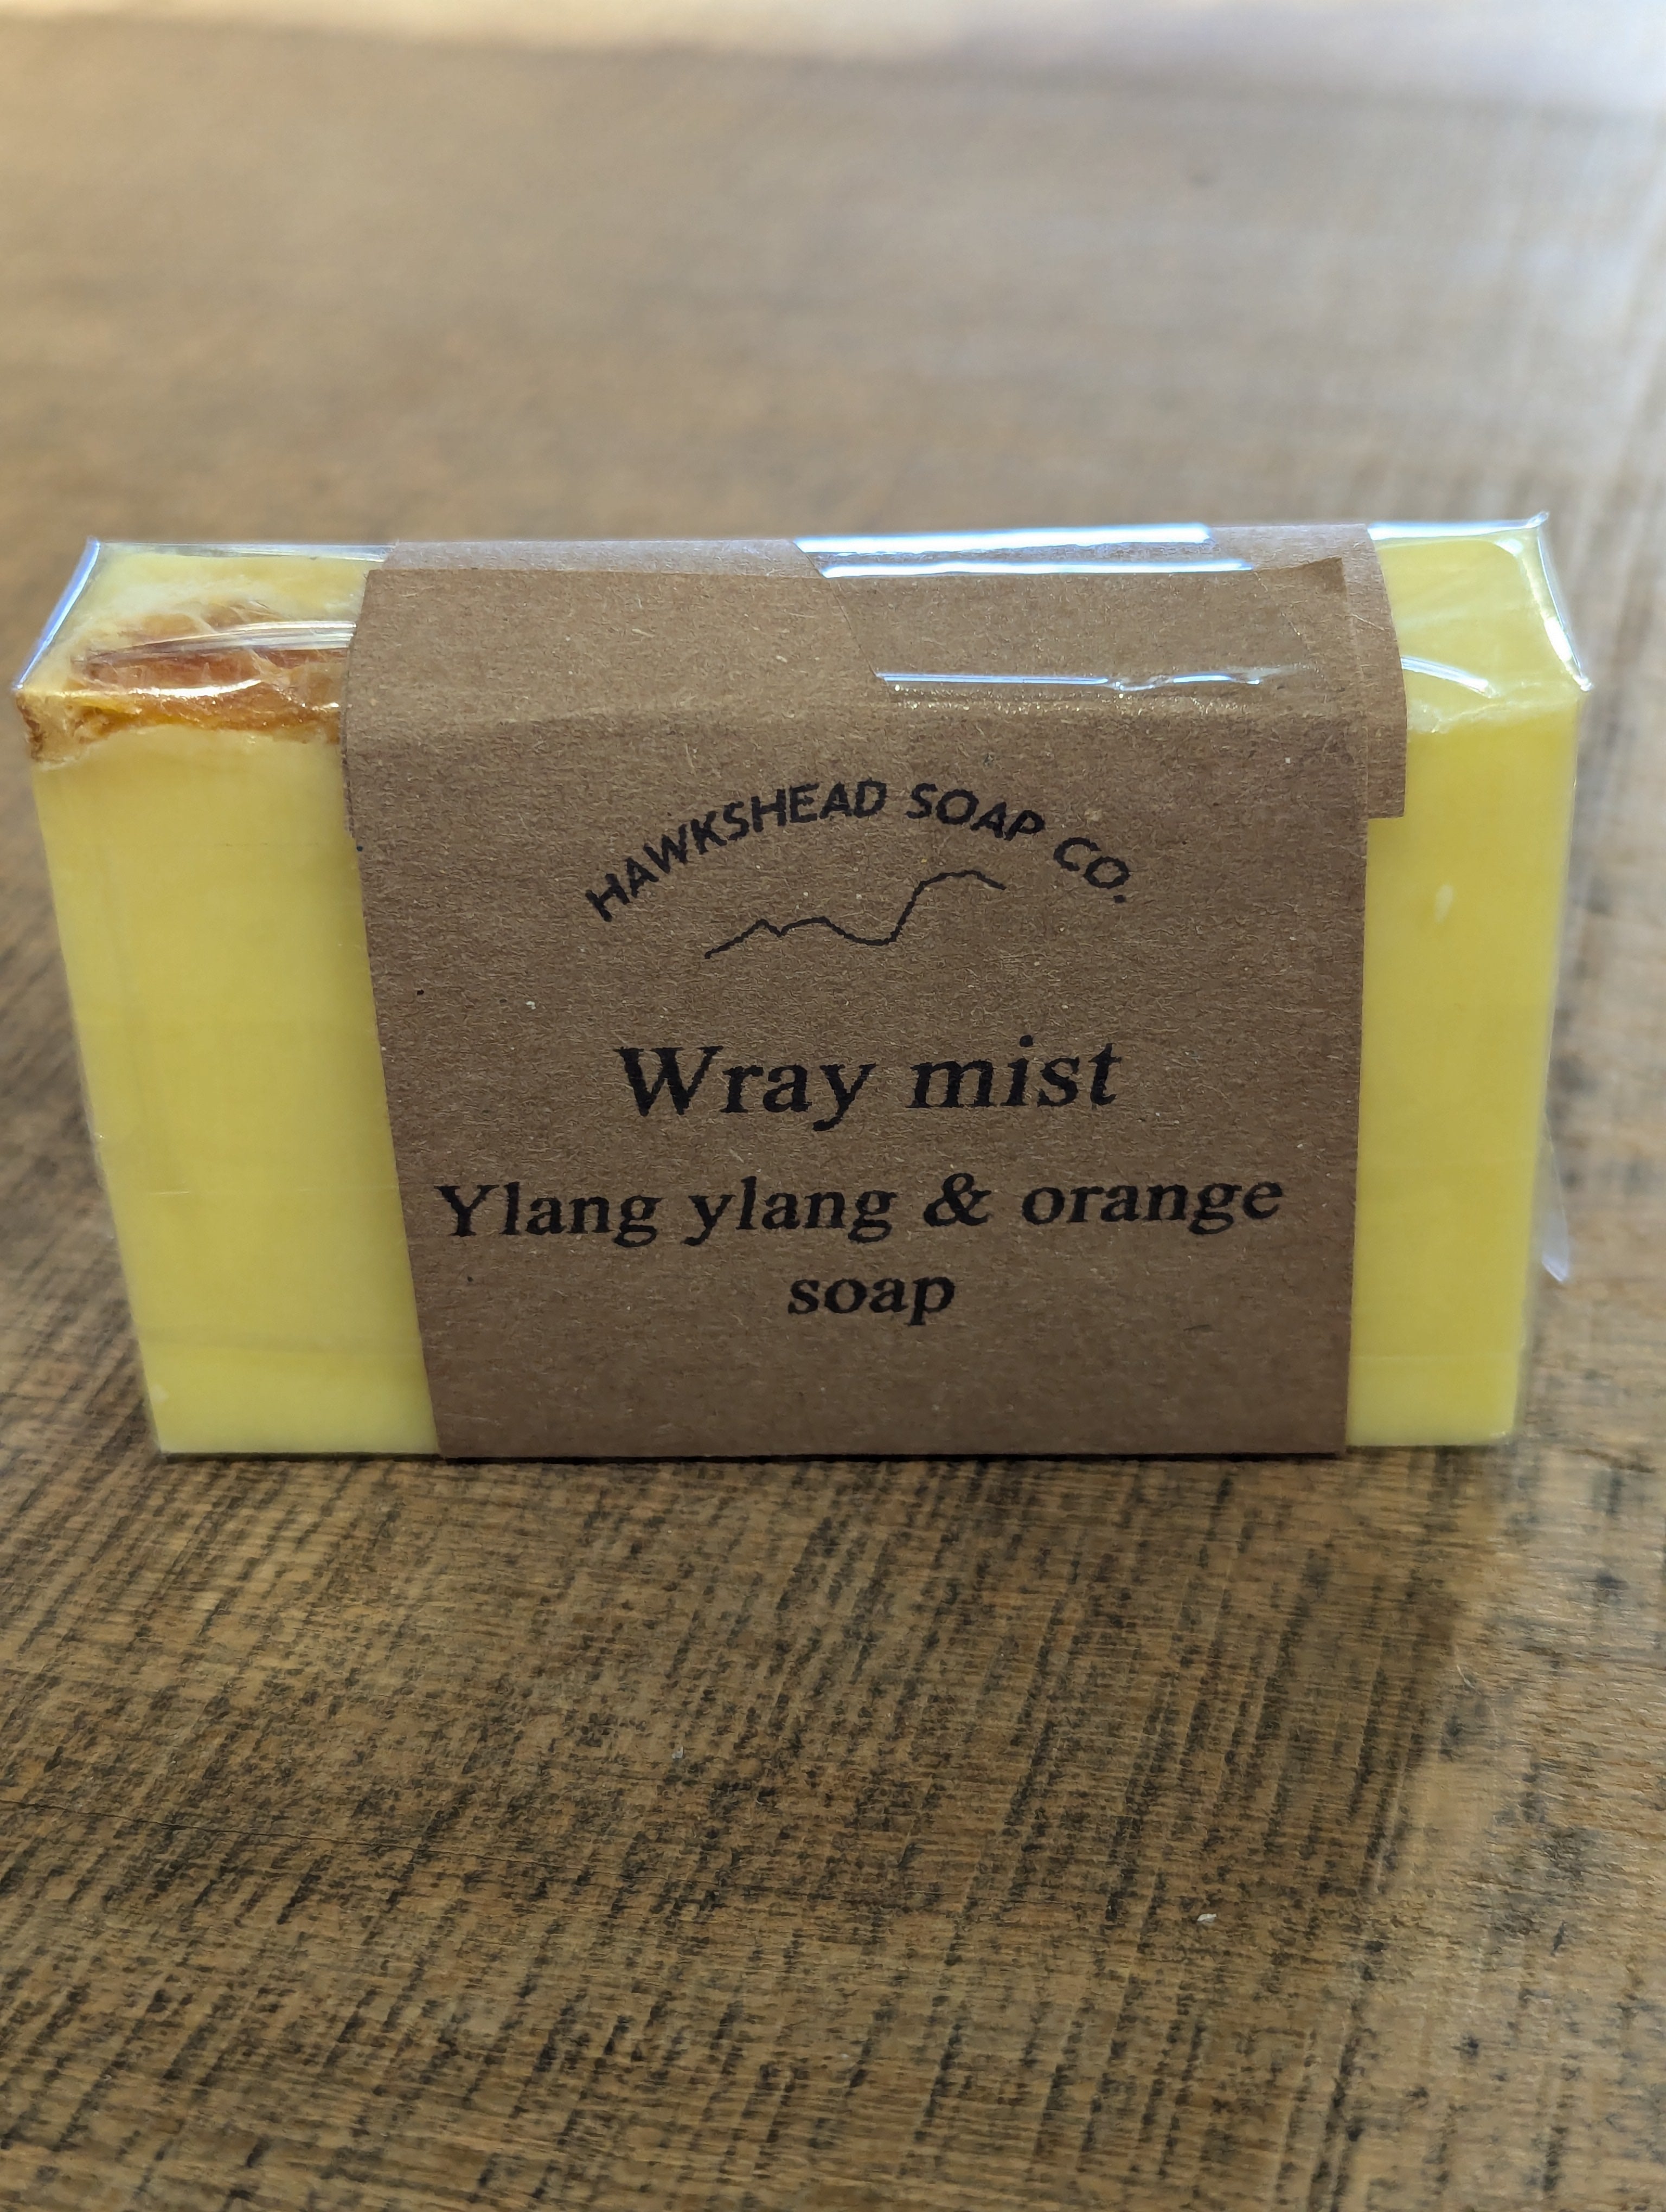 HAWKSHEAD SOAP CO.
Wray mist
Ylang ylang & orange
soap